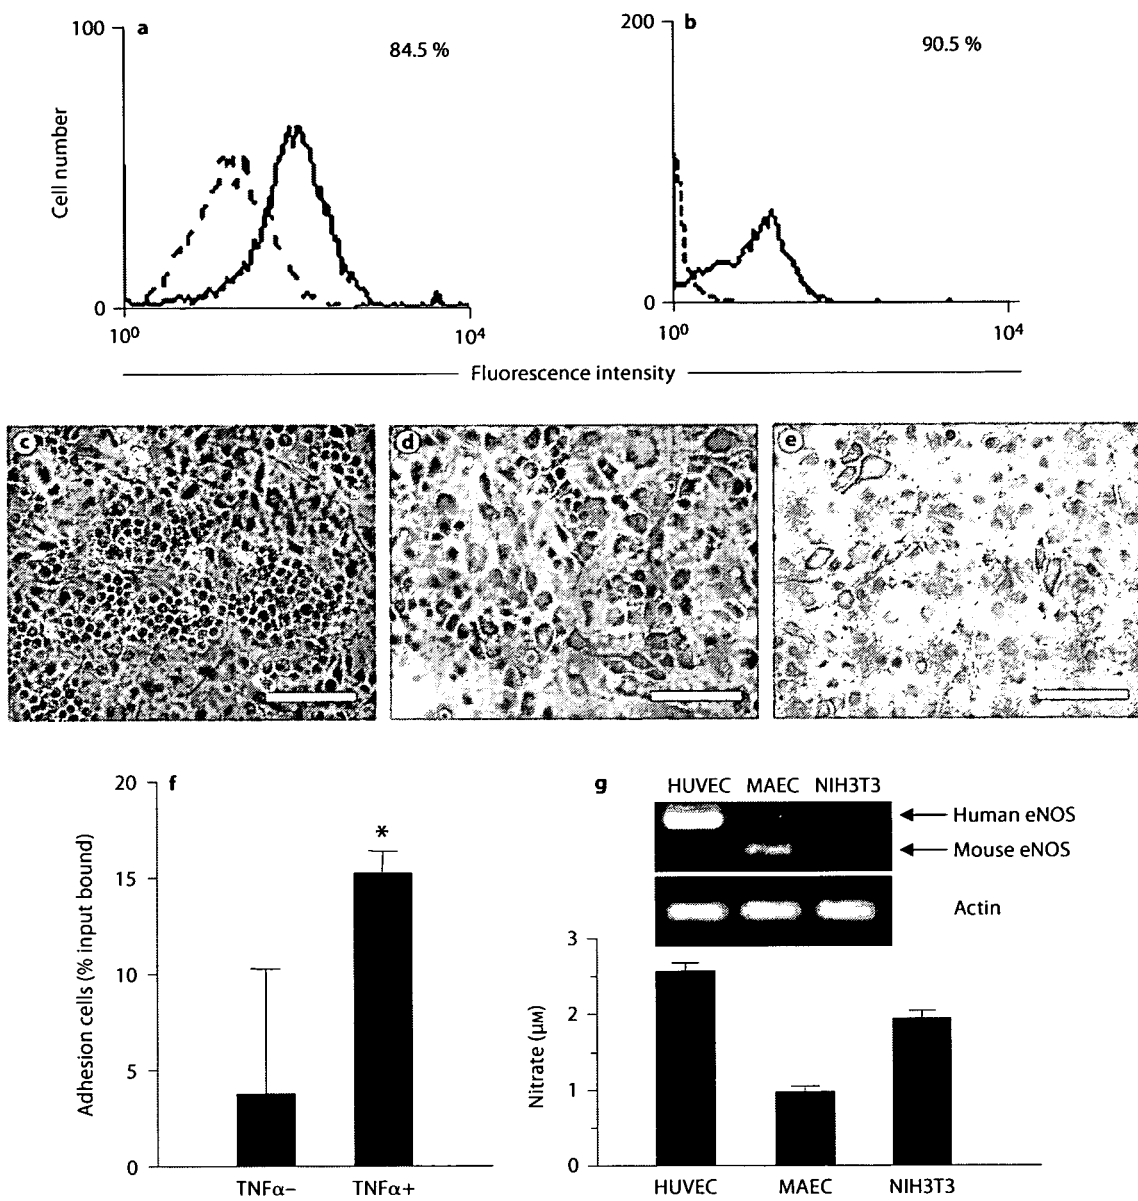 100
a
84.5 %
Cell number
0
10⁰
10⁴
200
b
90.5 %
0
10⁰
10⁴
Fluorescence intensity
c
d
e
20
f
15
10
5
0
*
Adhesion cells (% input bound)
TNFα–
TNFα+
g
HUVEC MAEC NIH3T3
Human eNOS
Mouse eNOS
Actin
3
2
1
0
Nitrate (μM)
HUVEC
MAEC
NIH3T3